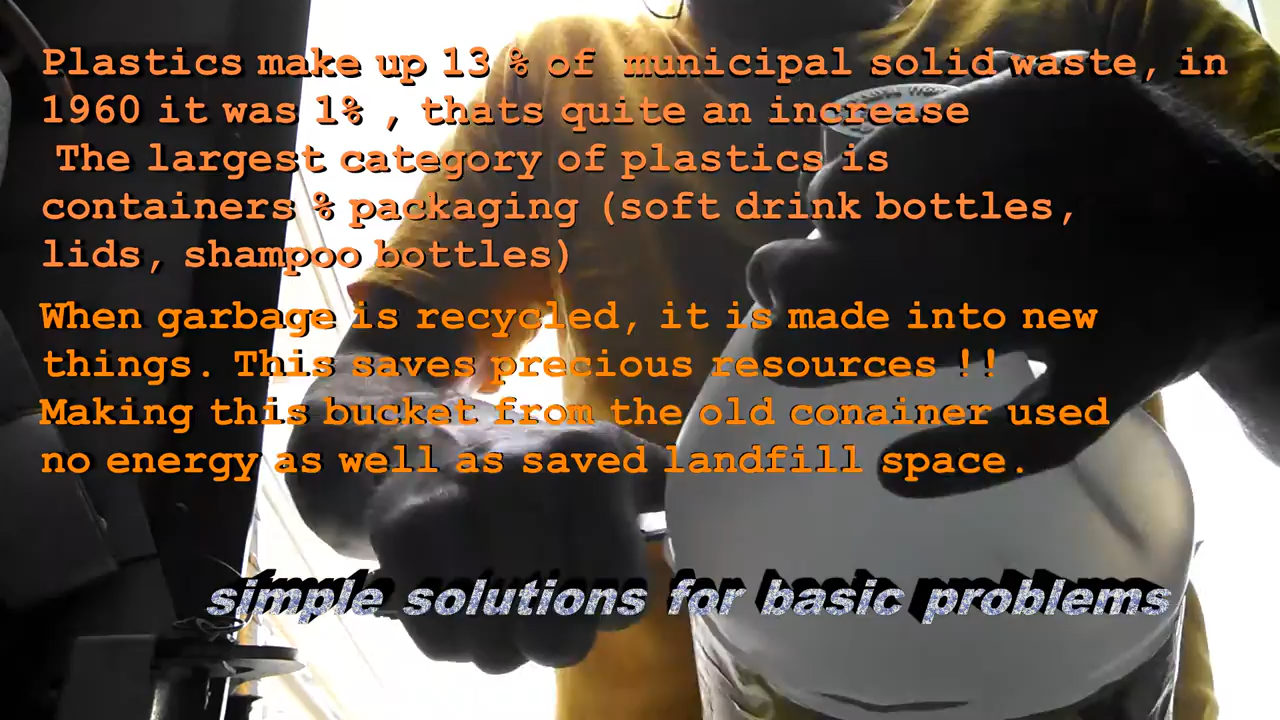 Plastics make up 13 % of municipal solid waste, in
1960 it was 1% , thats quite an increase
The largest category of plastics is
containers % packaging (soft drink bottles,
lids, shampoo bottles)
When garbage is recycled, it is made into new
things. This saves precious resources !!
Making this bucket from the old conainer used
no energy as well as saved landfill space.
simple solutions for basic problems